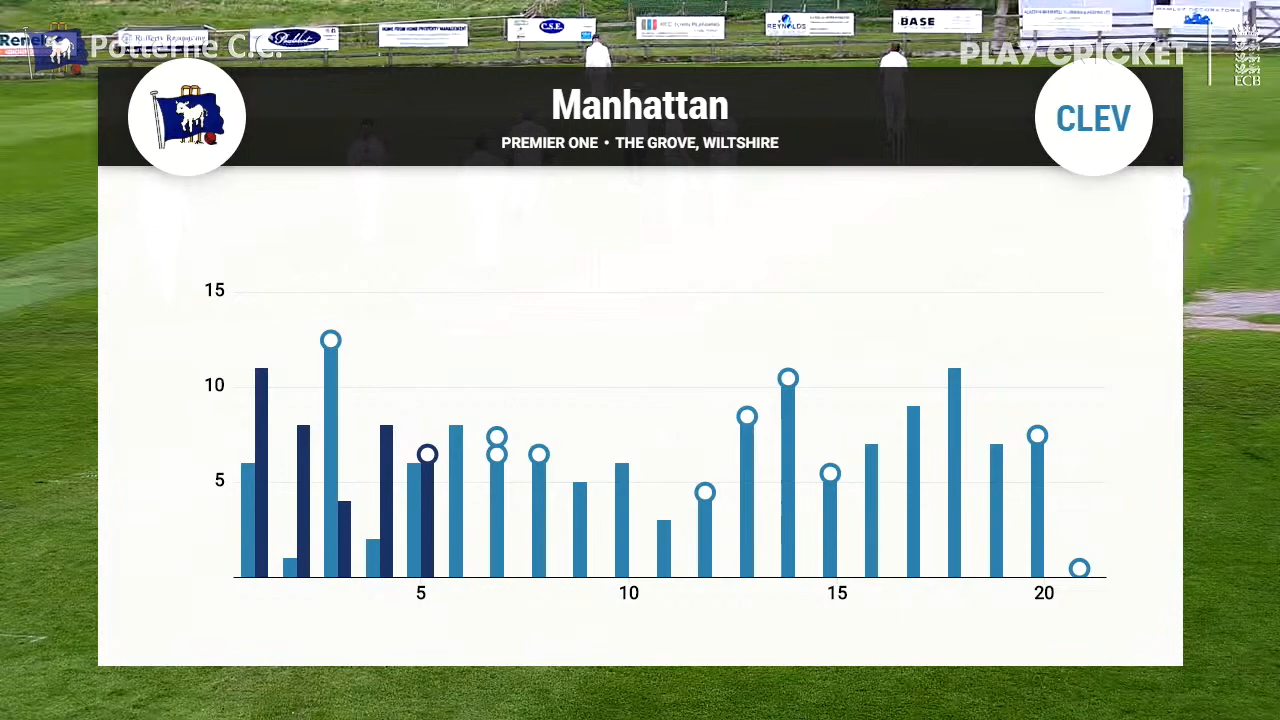 Potterne C.C.
C.S.E.
REYNOLDS
BASE
PLAY-CRICKET
ECB
Manhattan
PREMIER ONE • THE GROVE, WILTSHIRE
CLEV
15
10
5
5
10
15
20